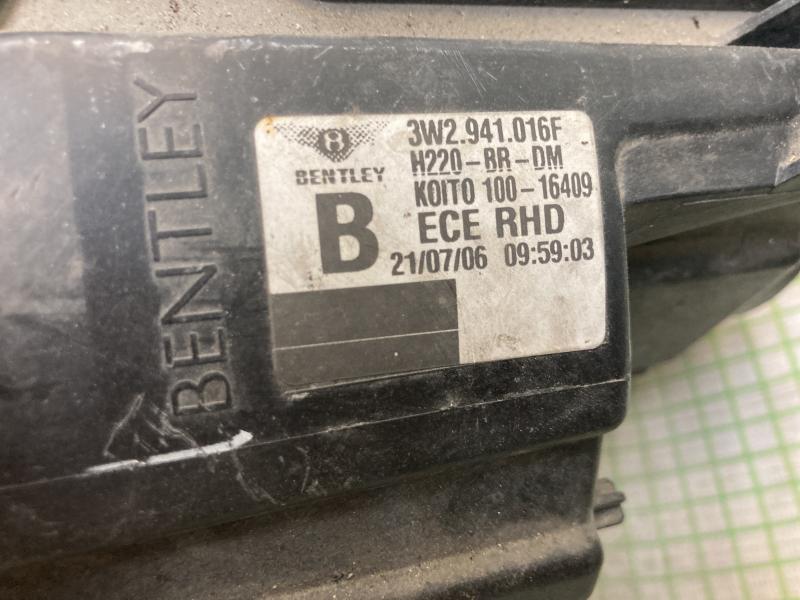 BENTLEY
BENTLEY
3W2.941.016F
H220-BR-DM
KOITO 100-16409
B
ECE RHD
21/07/06 09:59:03